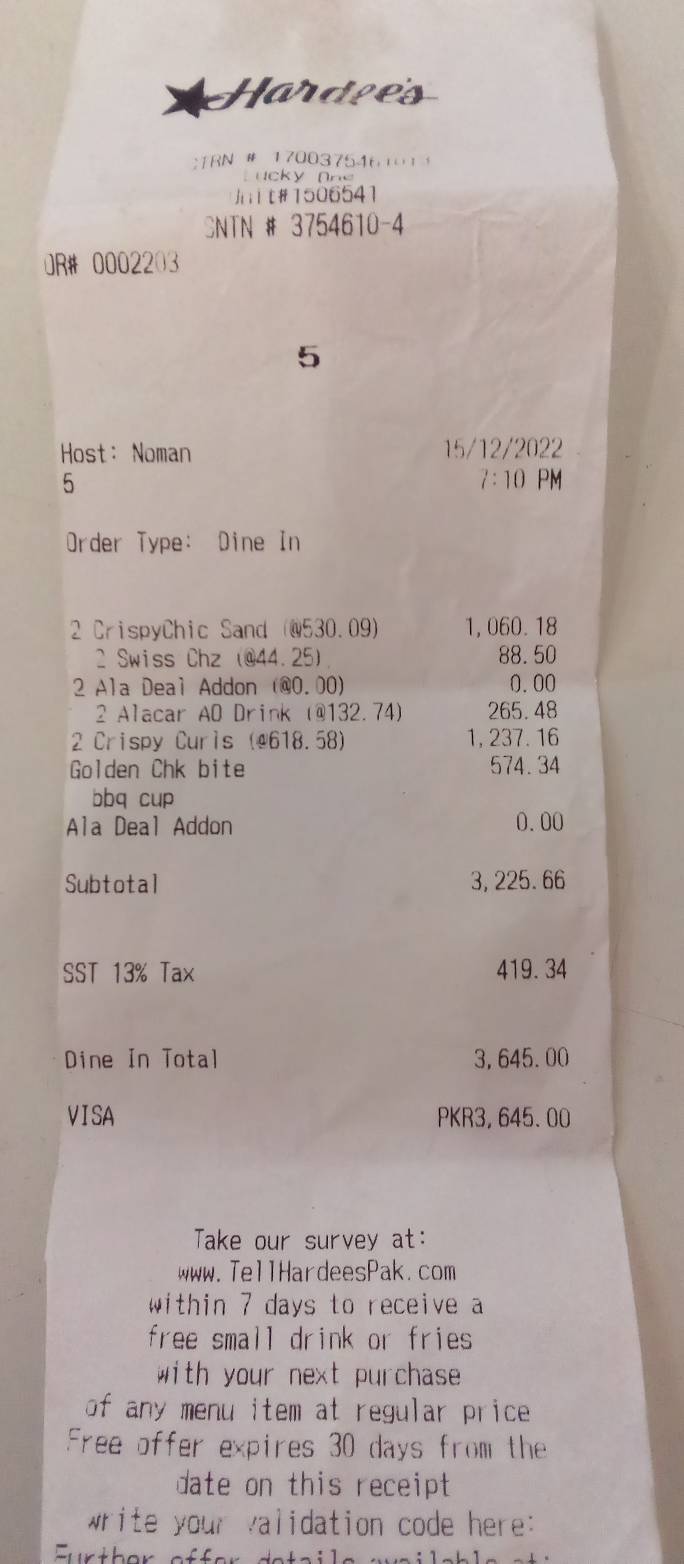 Hardee's
Lucky One
Unit#1506541
SNTN # 3754610-4
OR# 0002203
5
Host: Noman 15/12/2022
5 7:10 PM
Order Type: Dine In
2 CrispyChic Sand (@530.09) 1,060.18
2 Swiss Chz (@44.25) 88.50
2 Ala Deal Addon (@0.00) 0.00
2 Alacar AO Drink (@132.74) 265.48
2 Crispy Curls (@618.58) 1,237.16
Golden Chk bite 574.34
bbq cup
Ala Deal Addon 0.00
Subtotal 3,225.66
SST 13% Tax 419.34
Dine In Total 3,645.00
VISA PKR3,645.00
Take our survey at:
www.TellHardeesPak.com
within 7 days to receive a
free small drink or fries
with your next purchase
of any menu item at regular price
Free offer expires 30 days from the
date on this receipt
write your validation code here:
Further offer details available at: